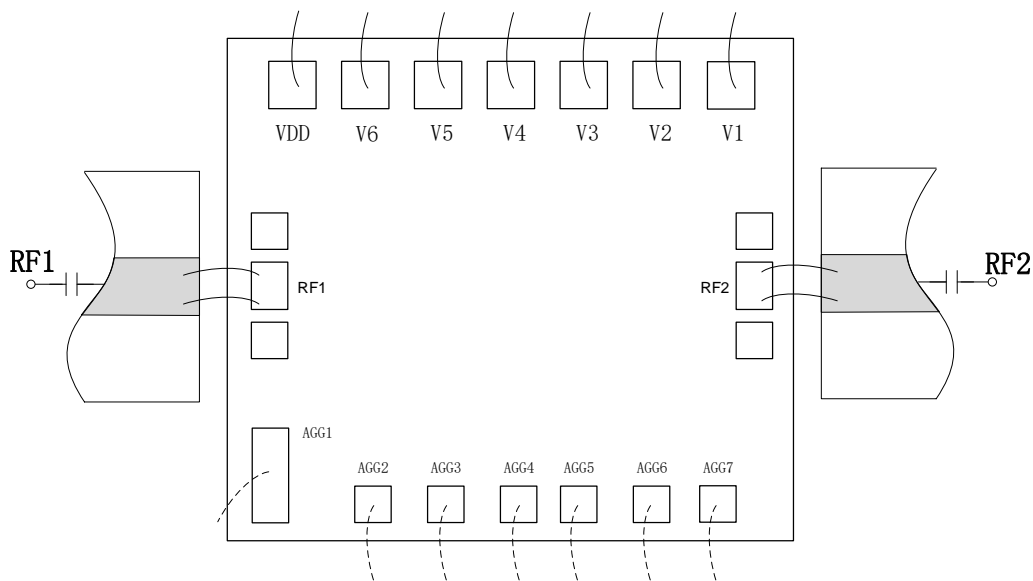 VDD V6 V5 V4 V3 V2 V1
RF1 RF1 RF2 RF2
AGG1
AGG2 AGG3 AGG4 AGG5 AGG6 AGG7